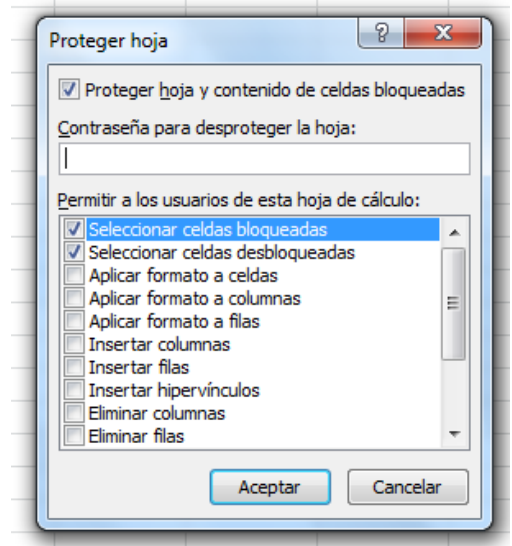 Proteger hoja
Proteger hoja y contenido de celdas bloqueadas
Contraseña para desproteger la hoja:
Permitir a los usuarios de esta hoja de cálculo:
Seleccionar celdas bloqueadas
Seleccionar celdas desbloqueadas
Aplicar formato a celdas
Aplicar formato a columnas
Aplicar formato a filas
Insertar columnas
Insertar filas
Insertar hipervínculos
Eliminar columnas
Eliminar filas
Aceptar Cancelar